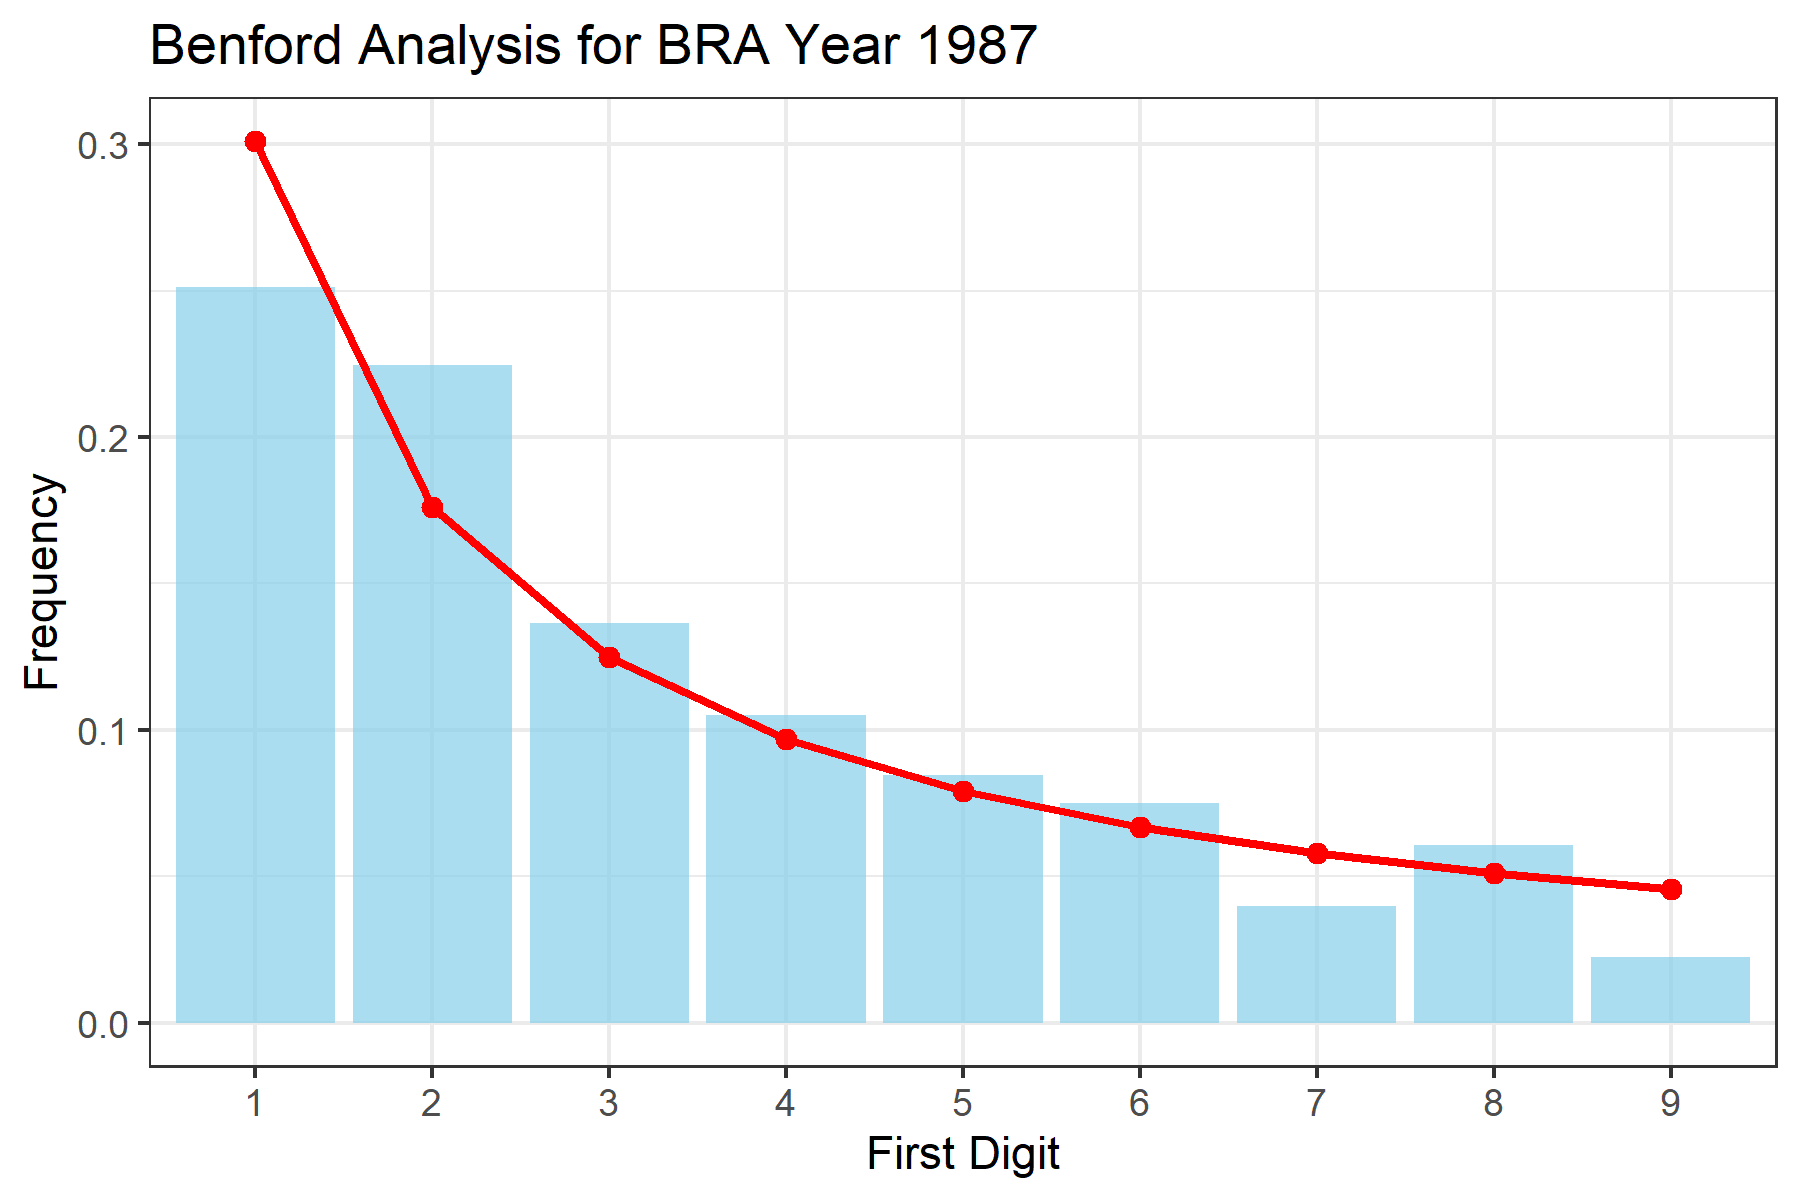 Benford Analysis for BRA Year 1987
Frequency
0.3
0.2
0.1
0.0
1 2 3 4 5 6 7 8 9
First Digit